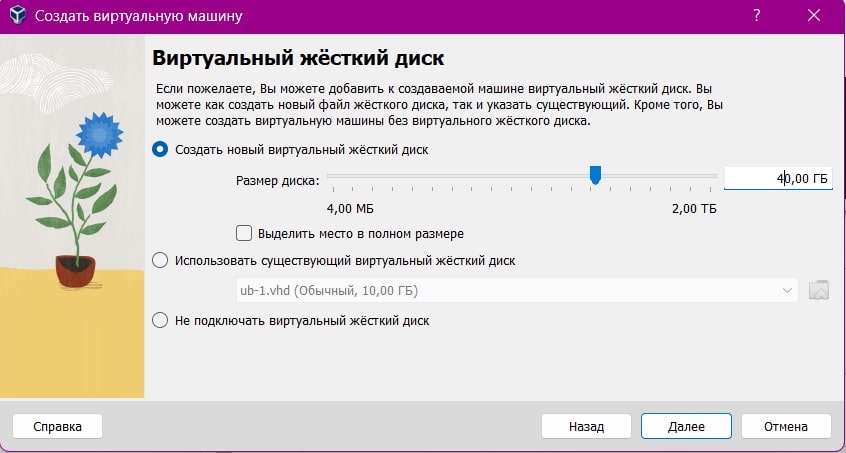 Создать виртуальную машину
?
Виртуальный жёсткий диск
Если пожелаете, Вы можете добавить к создаваемой машине виртуальный жёсткий диск. Вы
можете как создать новый файл жёсткого диска, так и указать существующий. Кроме того, Вы
можете создать виртуальную машины без виртуального жёсткого диска.
Создать новый виртуальный жёсткий диск
Размер диска: 40,00 ГБ
4,00 МБ 2,00 ТБ
Выделить место в полном размере
Использовать существующий виртуальный жёсткий диск
ub-1.vhd (Обычный, 10,00 ГБ)
Не подключать виртуальный жёсткий диск
Справка Назад Далее Отмена